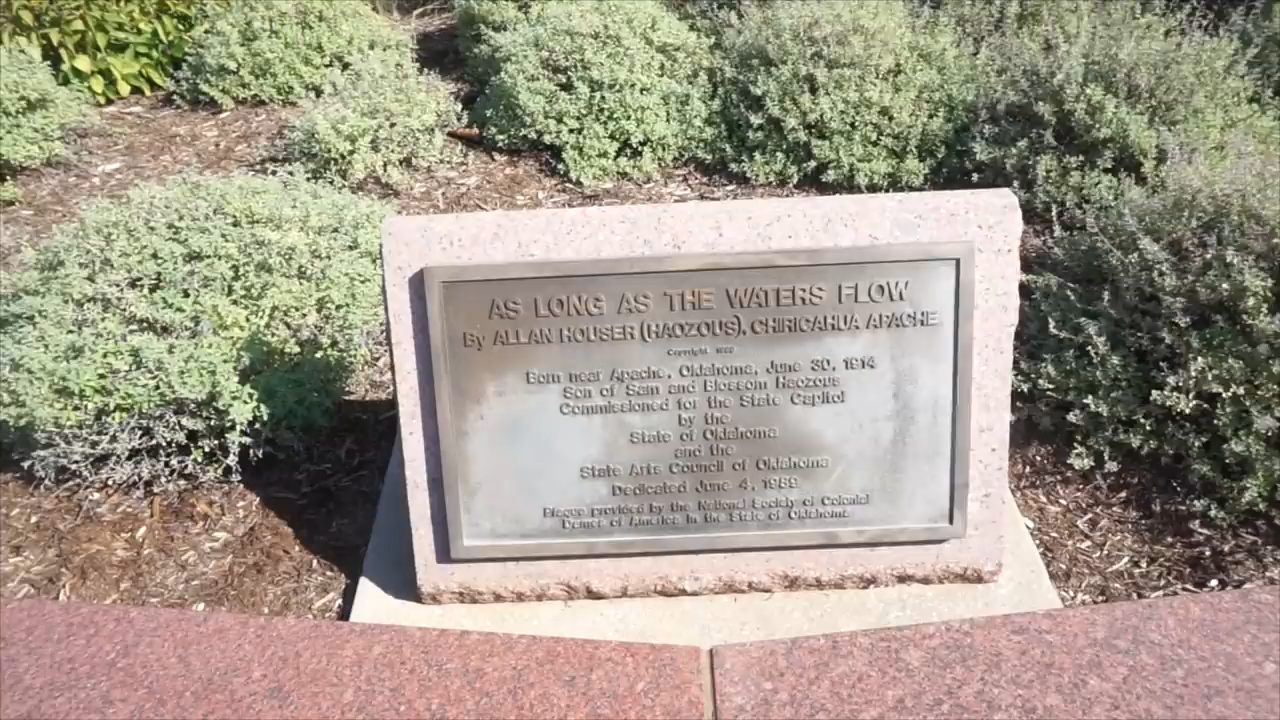 AS LONG AS THE WATERS FLOW
By ALLAN HOUSER (HAOZOUS), CHIRICAHUA APACHE
Copyright
Born near Apache, Oklahoma, June 30, 1914
Son of Sam and Blossom Haozous
Commissioned for the State Capitol
by the
State of Oklahoma
and the
State Arts Council of Oklahoma
Dedicated June 4, 1989
Plaque provided by the National Society of Colonial
Dames of America in the State of Oklahoma